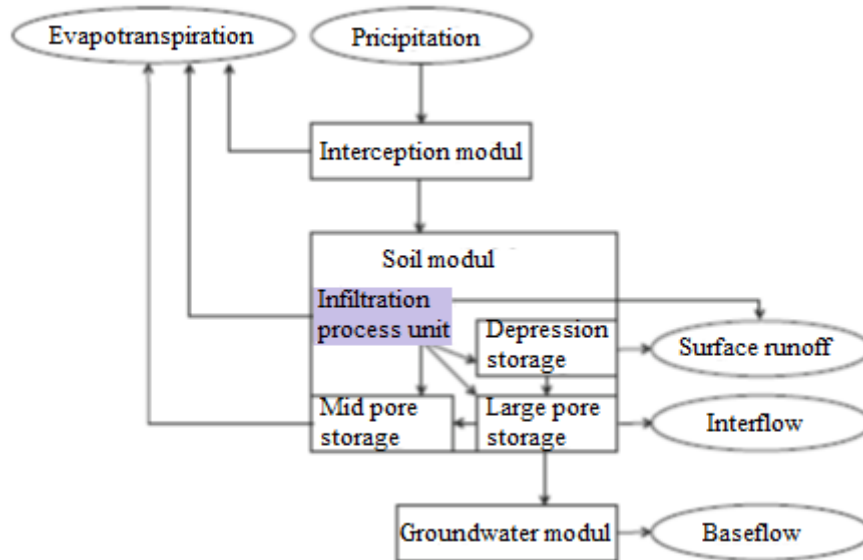 Evapotranspiration
Pricipitation
Interception modul
Soil modul
Infiltration
process unit
Depression
storage
Surface runoff
Mid pore
storage
Large pore
storage
Interflow
Groundwater modul
Baseflow